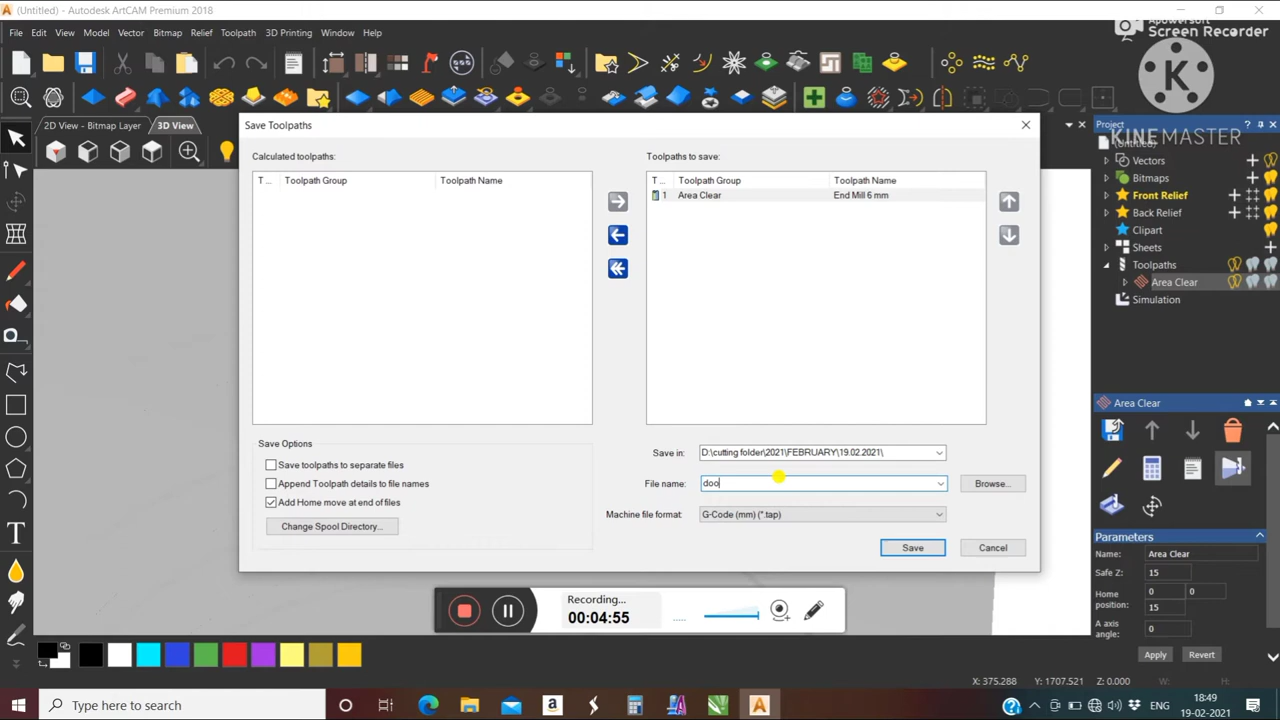 (Untitled) - Autodesk ArtCAM Premium 2018
File Edit View Model Vector Bitmap Relief Toolpath 3D Printing Window Help
Apowersoft
Screen Recorder
K
KINEMASTER
2D View - Bitmap Layer 3D View
Save Toolpaths
Calculated toolpaths:
T... Toolpath Group Toolpath Name
Toolpaths to save:
T... Toolpath Group Toolpath Name
1 Area Clear End Mill 6 mm
Save Options
Save toolpaths to separate files
Append Toolpath details to file names
Add Home move at end of files
Change Spool Directory...
Save in: D:\cutting folder\2021\FEBRUARY\19.02.2021\
File name: doo Browse...
Machine file format: G-Code (mm) (*.tap)
Save Cancel
Project
(Untitled)
Vectors
Bitmaps
Front Relief
Back Relief
Clipart
Sheets
Toolpaths
Area Clear
Simulation
Area Clear
Parameters
Name: Area Clear
Safe Z: 15
Home position: 0 0
15
A axis angle: 0
Apply Revert
Recording...
00:04:55
X: 375.288 Y: 1707.521 Z: 0.000 W: H:
Type here to search
ENG
18:49
19-02-2021